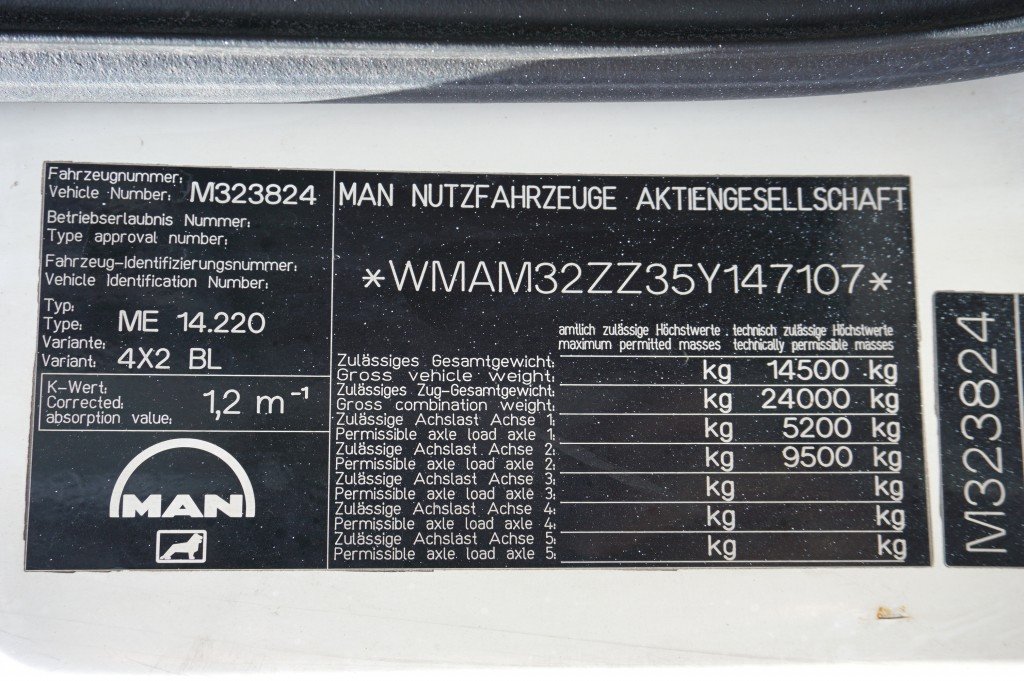 Fahrzeugnummer:
Vehicle Number: M323824
Betriebserlaubnis Nummer:
Type approval number:
Fahrzeug-Identifizierungsnummer:
Vehicle Identification Number:
Typ:
Type: ME 14.220
Variante:
Variant: 4X2 BL
K-Wert:
Corrected:
absorption value: 1,2 m⁻¹
MAN
MAN NUTZFAHRZEUGE AKTIENGESELLSCHAFT
*WMAM32ZZ35Y147107*
amtlich zulässige Höchstwerte technisch zulässige Höchstwerte
maximum permitted masses technically permissible masses
Zulässiges Gesamtgewicht:
Gross vehicle weight: kg 14500 kg
Zulässiges Zug-Gesamtgewicht:
Gross combination weight: kg 24000 kg
Zulässige Achslast Achse 1:
Permissible axle load axle 1: kg 5200 kg
Zulässige Achslast Achse 2:
Permissible axle load axle 2: kg 9500 kg
Zulässige Achslast Achse 3:
Permissible axle load axle 3: kg kg
Zulässige Achslast Achse 4:
Permissible axle load axle 4: kg kg
Zulässige Achslast Achse 5:
Permissible axle load axle 5: kg kg
M323824